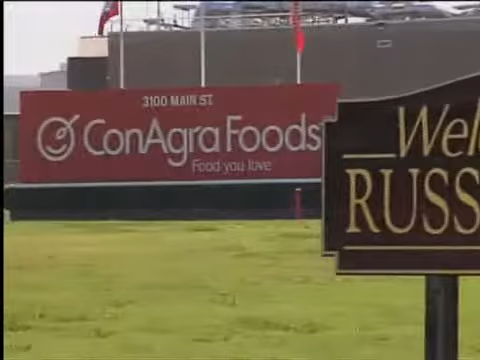 3100 MAIN ST
ConAgra Foods
Food you love
Wel
RUSS